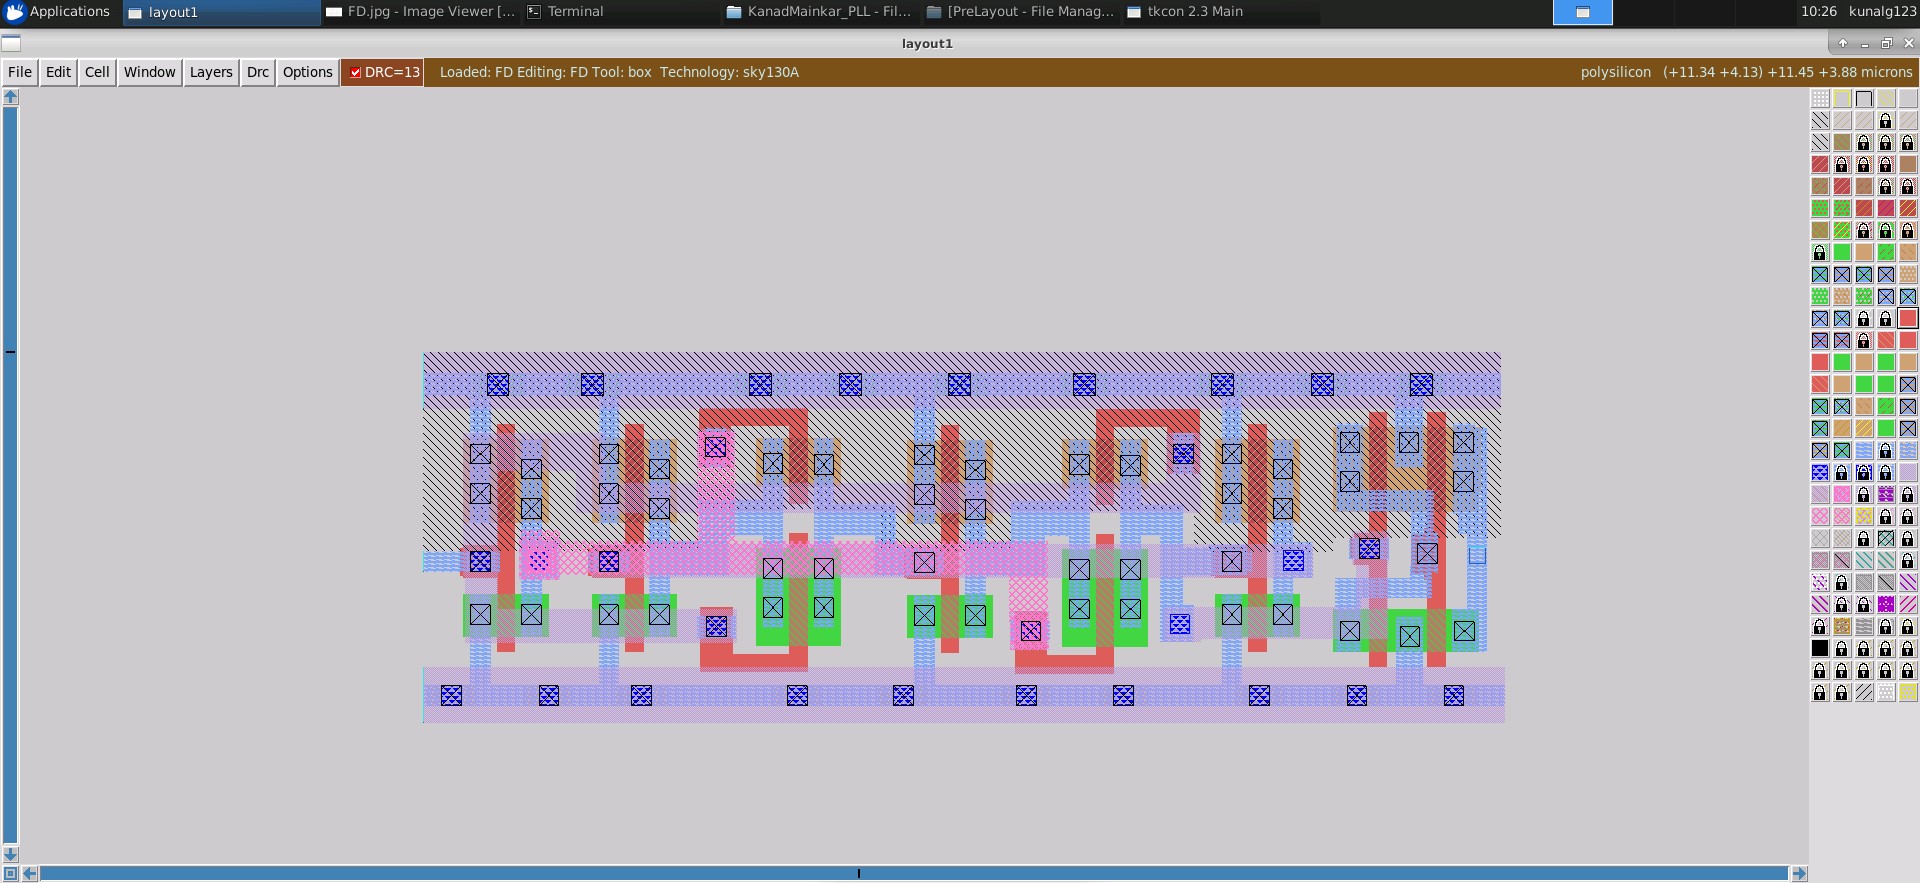 Applications layout1 FD.jpg - Image Viewer [... Terminal KanadMainkar_PLL - Fil... [PreLayout - File Manag... tkcon 2.3 Main 10:26 kunalg123
layout1
File Edit Cell Window Layers Drc Options DRC=13 Loaded: FD Editing: FD Tool: box Technology: sky130A polysilicon (+11.34 +4.13) +11.45 +3.88 microns